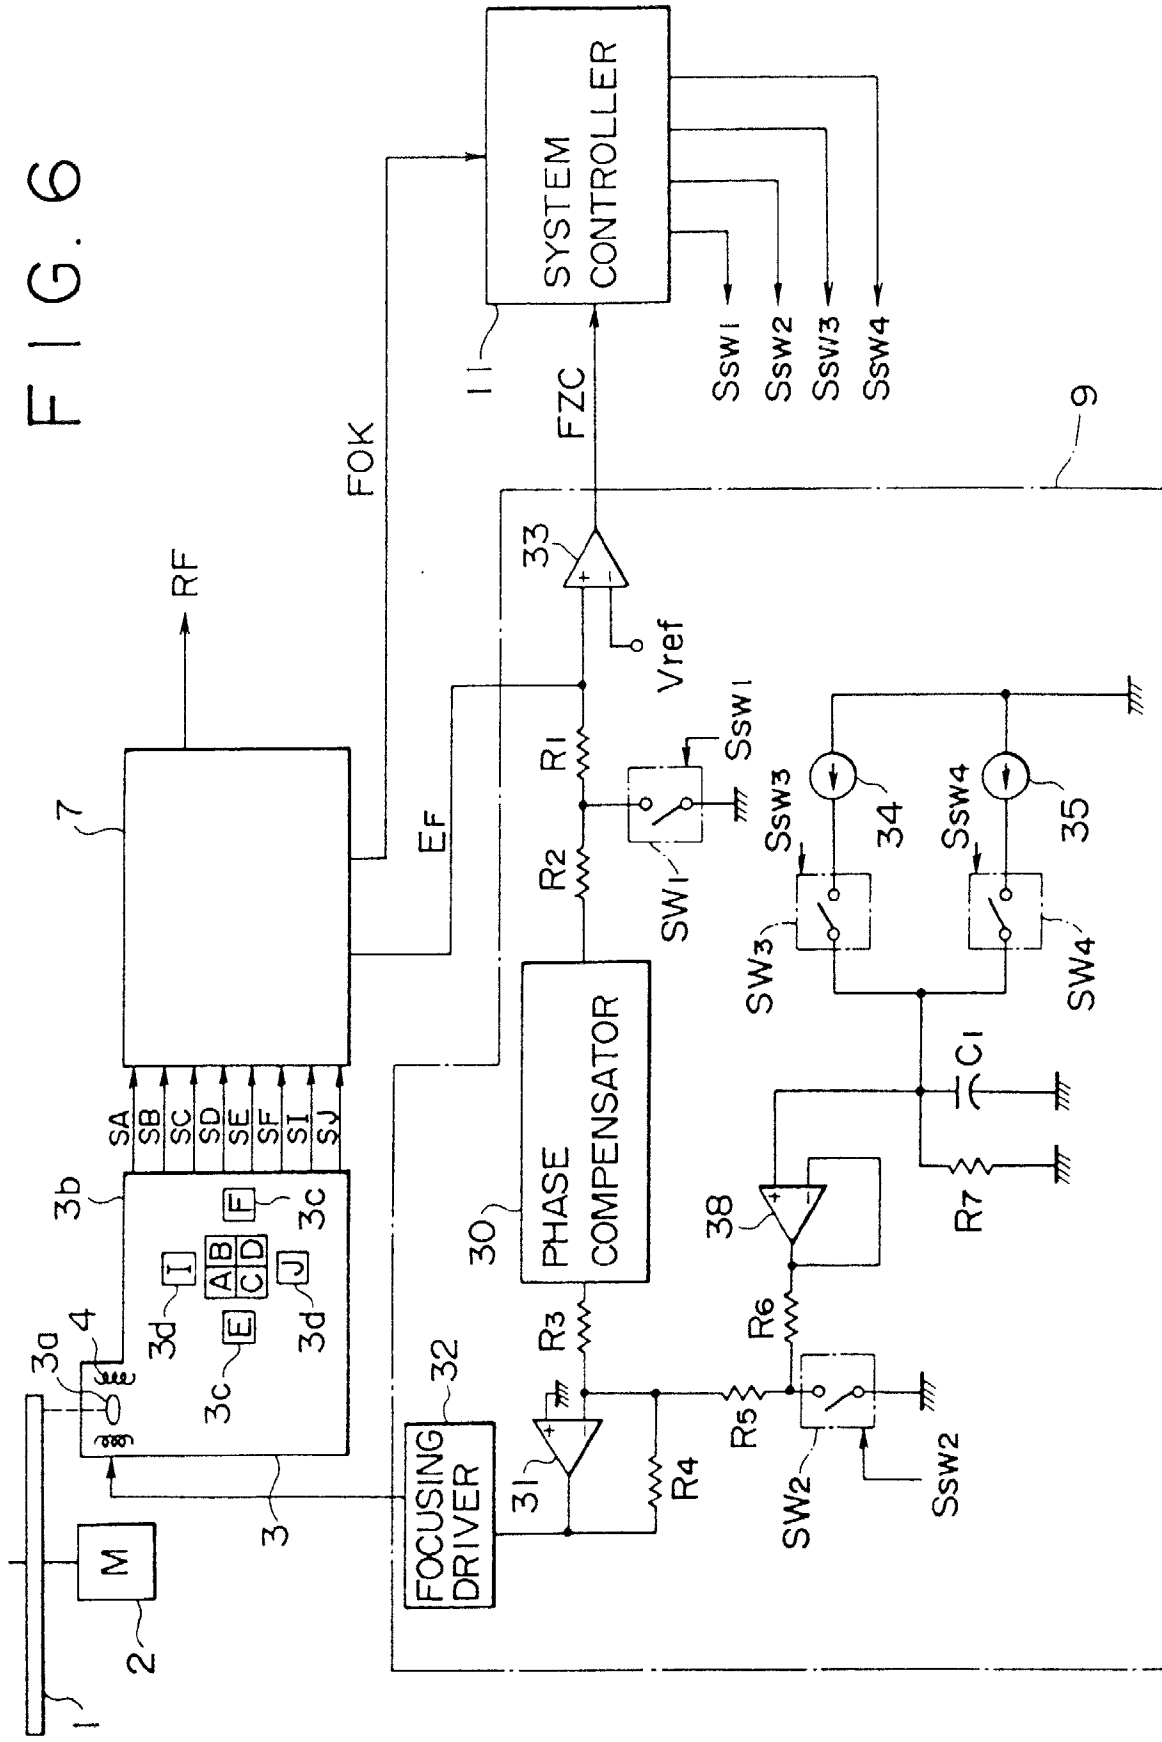 FIG. 6
1
2
M
3
3a
4
3b
3c
E
3d
I
A B
C D
J
3d
F
3c
SA
SB
SC
SD
SE
SF
SI
SJ
7
RF
FOK
EF
11
SYSTEM
CONTROLLER
FZC
SSW1
SSW2
SSW3
SSW4
9
FOCUSING
DRIVER
32
31
+
−
R4
R3
30
PHASE
COMPENSATOR
R2
R1
33
+
−
Vref
SW1
SSW1
R5
SW2
SSW2
R6
38
+
−
R7
C1
SW3
SSW3
34
SW4
SSW4
35